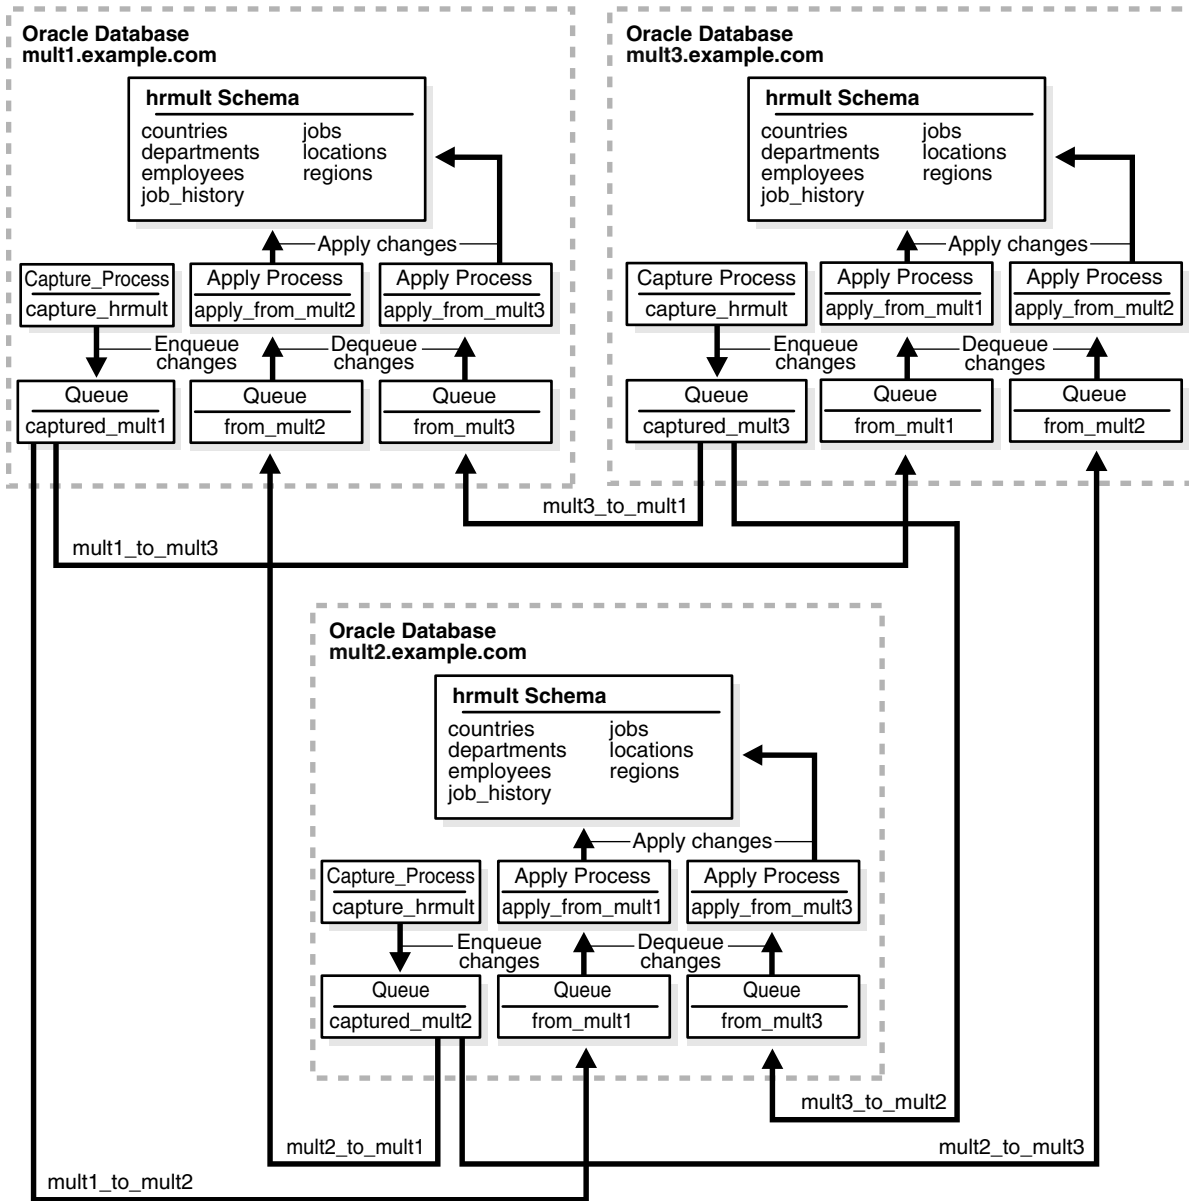 Oracle Database
mult1.example.com
hrmult Schema
countries jobs
departments locations
employees regions
job_history
Apply changes
Capture_Process
capture_hrmult
Apply Process
apply_from_mult2
Apply Process
apply_from_mult3
Enqueue
changes
Dequeue
changes
Queue
captured_mult1
Queue
from_mult2
Queue
from_mult3
Oracle Database
mult3.example.com
hrmult Schema
countries jobs
departments locations
employees regions
job_history
Apply changes
Capture Process
capture_hrmult
Apply Process
apply_from_mult1
Apply Process
apply_from_mult2
Enqueue
changes
Dequeue
changes
Queue
captured_mult3
Queue
from_mult1
Queue
from_mult2
mult3_to_mult1
mult1_to_mult3
Oracle Database
mult2.example.com
hrmult Schema
countries jobs
departments locations
employees regions
job_history
Apply changes
Capture_Process
capture_hrmult
Apply Process
apply_from_mult1
Apply Process
apply_from_mult3
Enqueue
changes
Dequeue
changes
Queue
captured_mult2
Queue
from_mult1
Queue
from_mult3
mult3_to_mult2
mult2_to_mult1
mult2_to_mult3
mult1_to_mult2